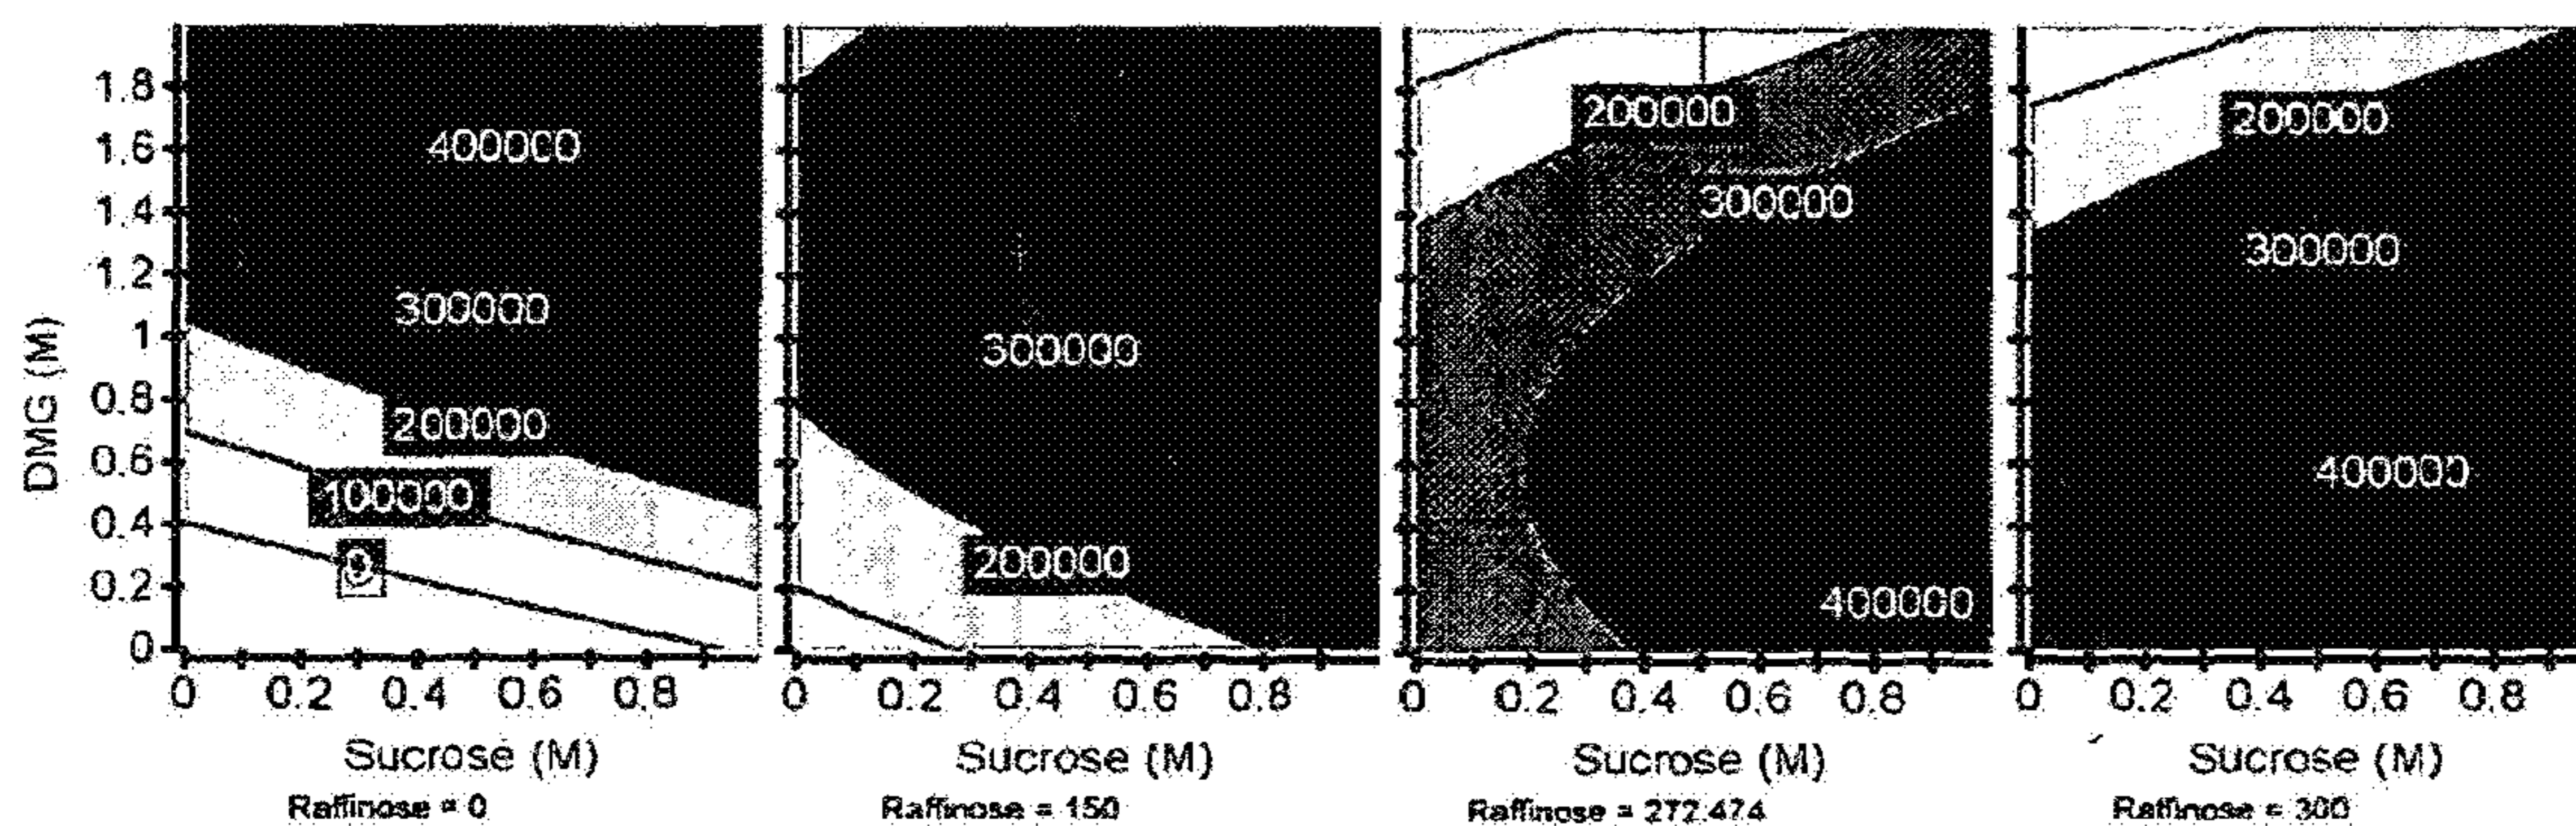 DMG (M)
1.8
1.6
1.4
1.2
1
0.8
0.6
0.4
0.2
0
400000
300000
200000
100000
0
0 0.2 0.4 0.6 0.8
Sucrose (M)
Raffinose = 0
300000
200000
0 0.2 0.4 0.6 0.8
Sucrose (M)
Raffinose = 150
200000
300000
400000
0 0.2 0.4 0.6 0.8
Sucrose (M)
Raffinose = 272.474
200000
300000
400000
0 0.2 0.4 0.6 0.8
Sucrose (M)
Raffinose = 300